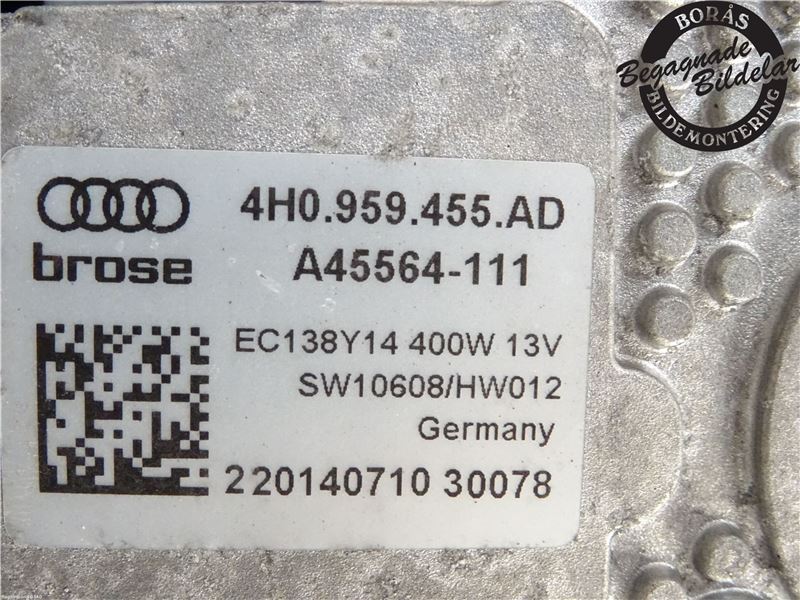 BORÅS
Begagnade
Bildelar
BILDEMONTERING
4H0.959.455.AD
brose
A45564-111
EC138Y14 400W 13V
SW10608/HW012
Germany
220140710 30078